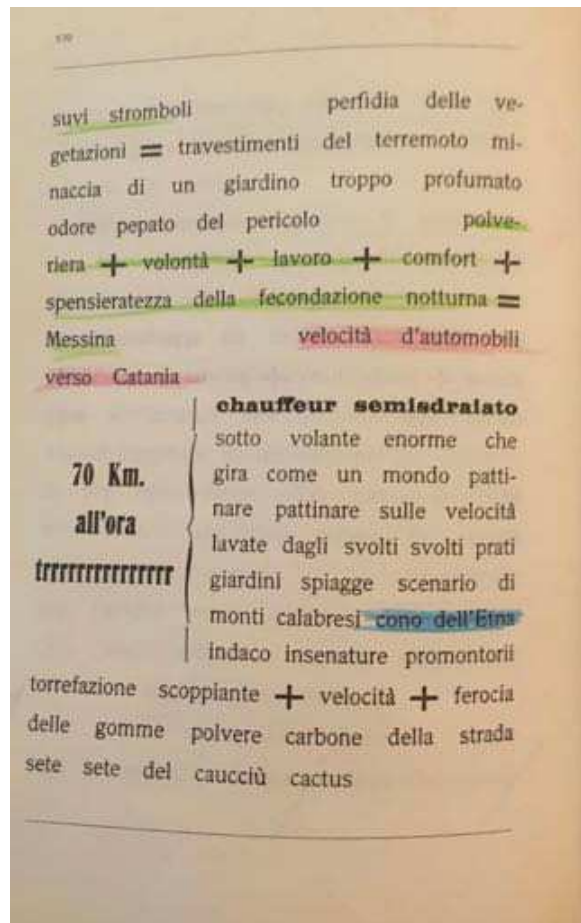 suvi stromboli perfidia delle ve-
getazioni = travestimenti del terremoto mi-
naccia di un giardino troppo profumato
odore pepato del pericolo polve-
riera + volontà + lavoro + comfort +
spensieratezza della fecondazione notturna =
Messina velocità d'automobili
verso Catania
chauffeur semisdraiato
sotto volante enorme che
70 Km. gira come un mondo patti-
all'ora nare pattinare sulle velocità
lavate dagli svolti svolti prati
trrrrrrrrrrrrrrr giardini spiagge scenario di
monti calabresi cono dell'Etna
indaco insenature promontorii
torrefazione scoppiante + velocità + ferocia
delle gomme polvere carbone della strada
sete sete del caucciù cactus